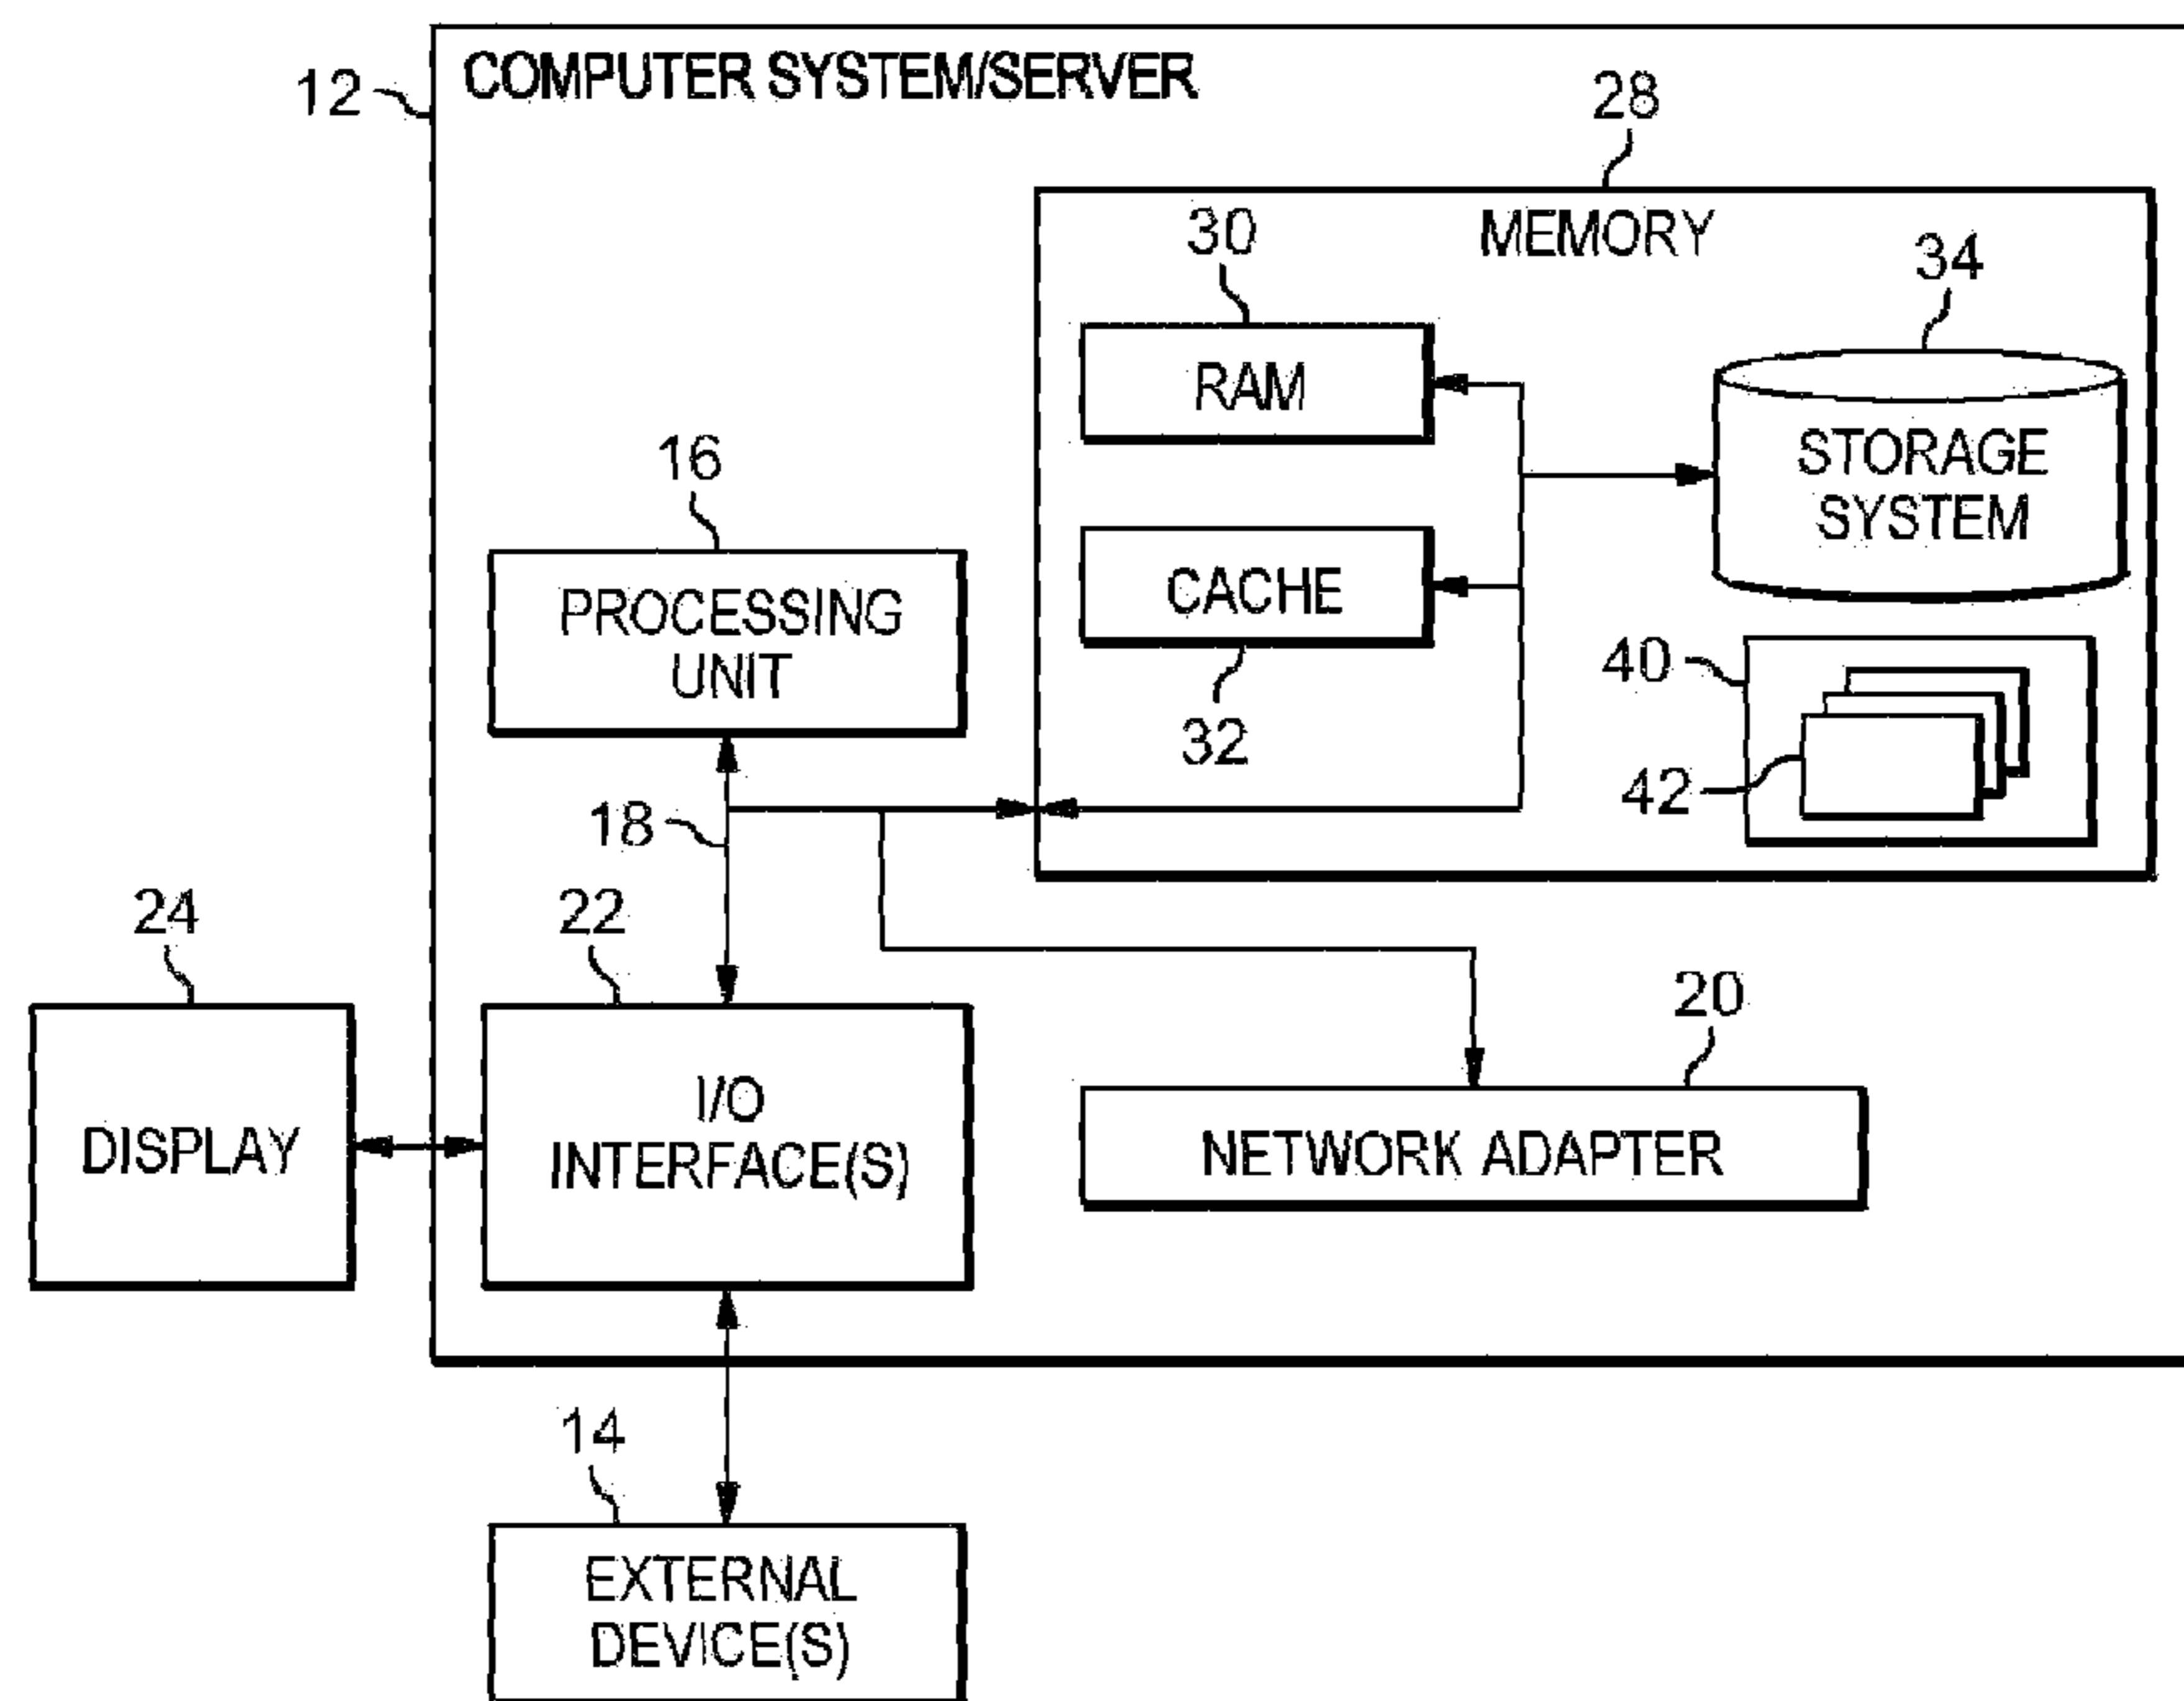 12
COMPUTER SYSTEM/SERVER
28
MEMORY
30
34
RAM
STORAGE
SYSTEM
16
PROCESSING
UNIT
CACHE
32
40
42
18
24
22
20
DISPLAY
I/O
INTERFACE(S)
NETWORK ADAPTER
14
EXTERNAL
DEVICE(S)